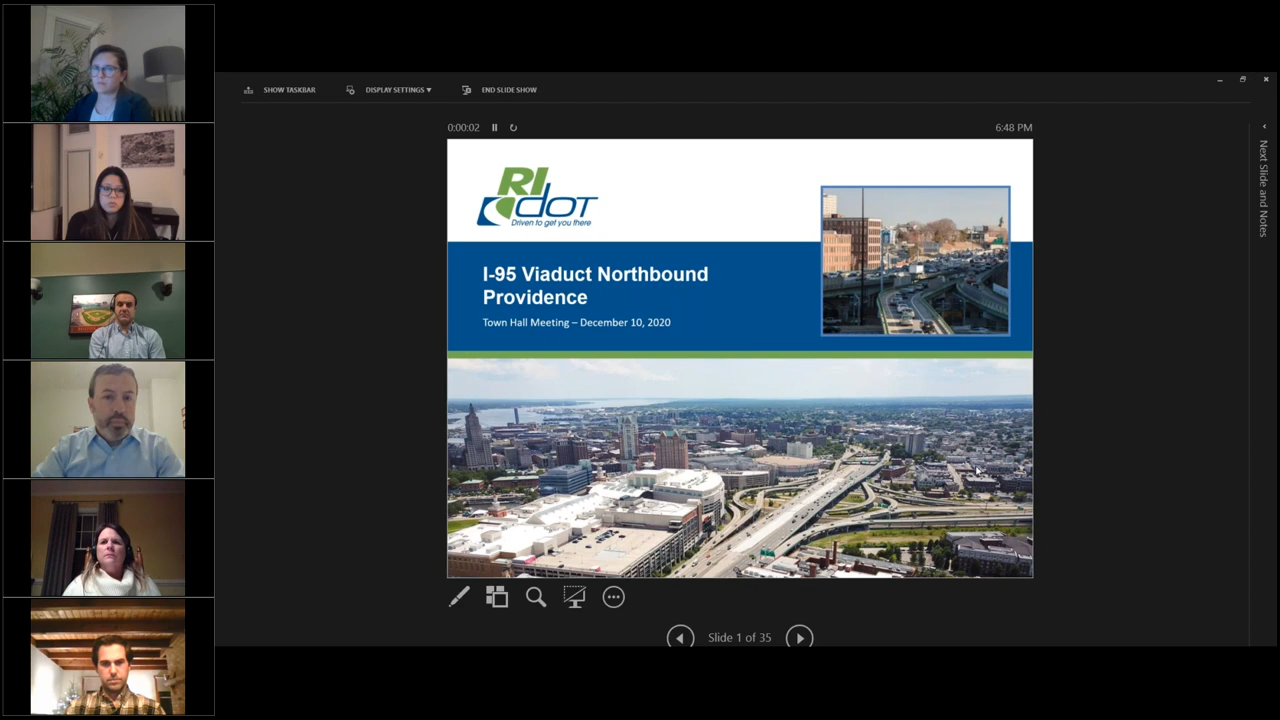 SHOW TASKBAR
DISPLAY SETTINGS ▼
END SLIDE SHOW
0:00:02
6:48 PM
Next Slide and Notes
RI
DOT
Driven to get you there
I-95 Viaduct Northbound
Providence
Town Hall Meeting – December 10, 2020
Slide 1 of 35